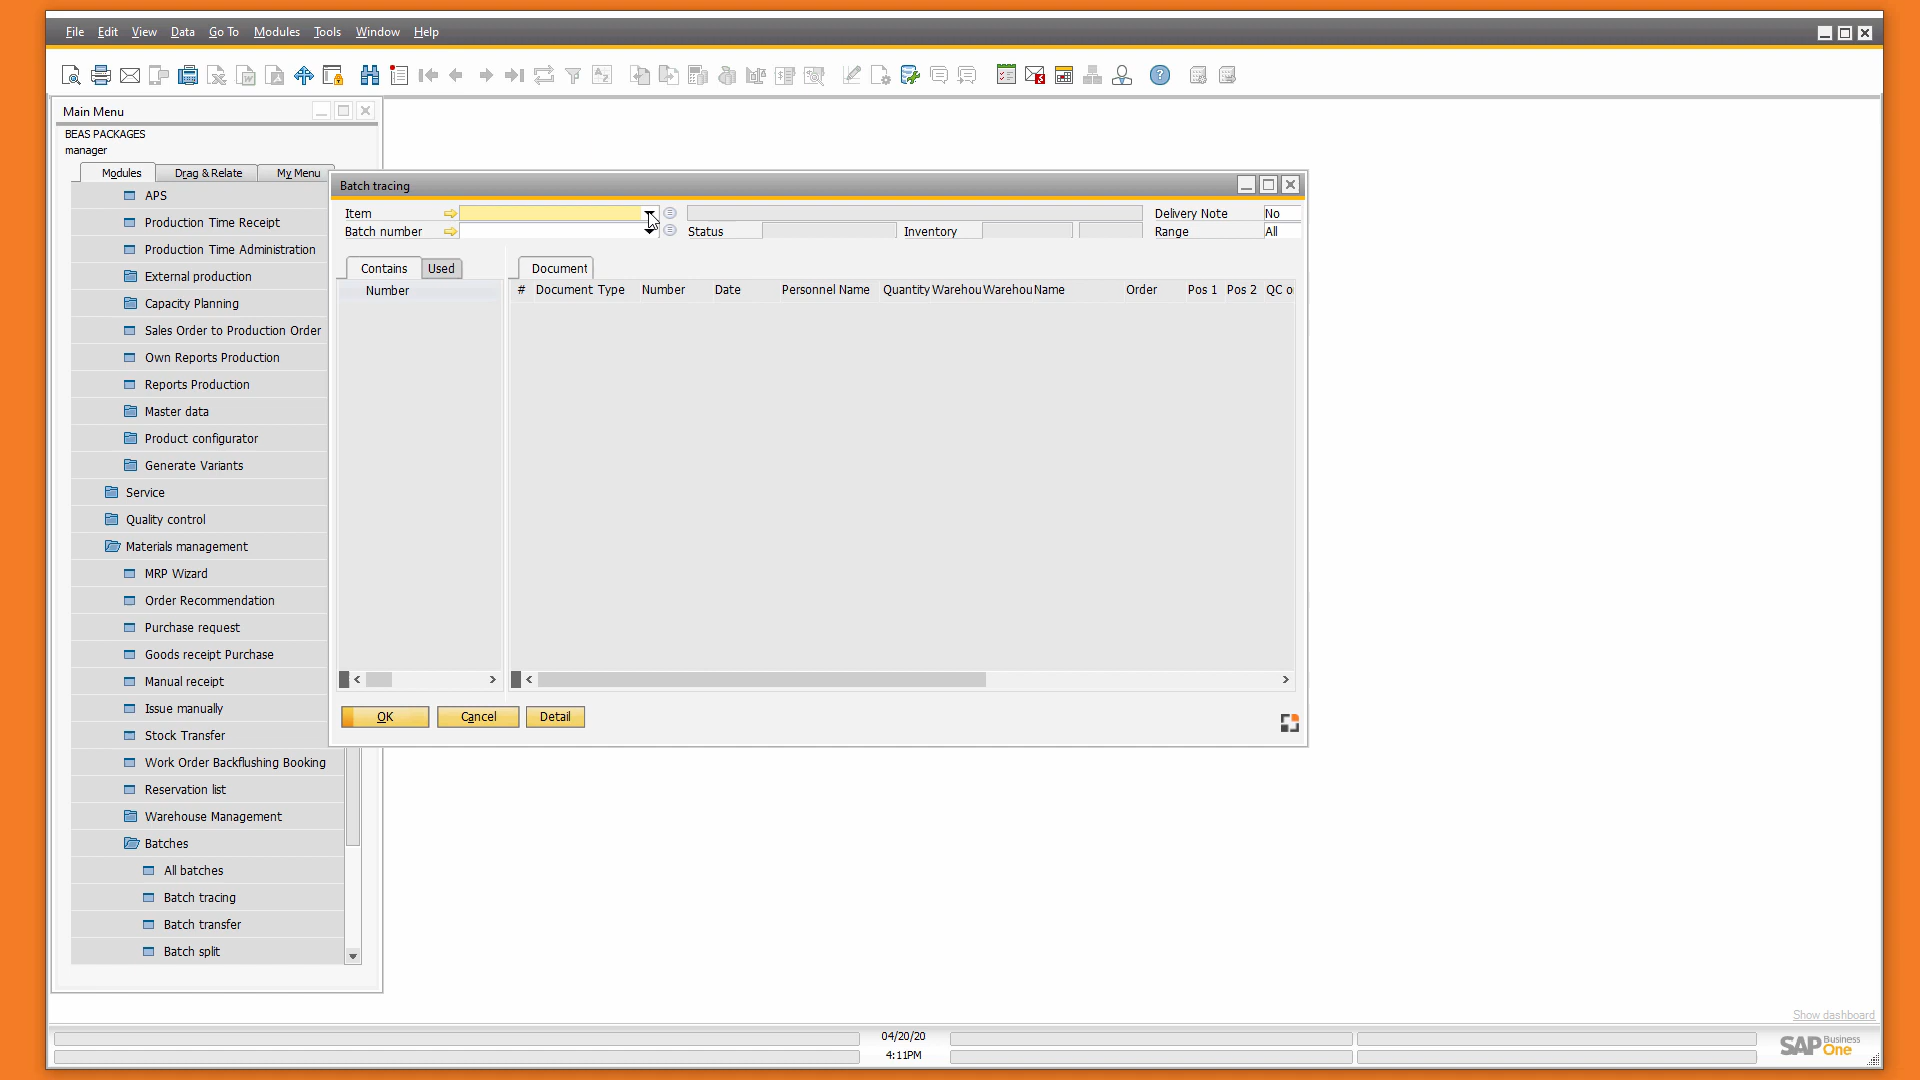 File Edit View Data Go To Modules Tools Window Help
Main Menu
BEAS PACKAGES
manager
Modules Drag & Relate My Menu
APS
Production Time Receipt
Production Time Administration
External production
Capacity Planning
Sales Order to Production Order
Own Reports Production
Reports Production
Master data
Product configurator
Generate Variants
Service
Quality control
Materials management
MRP Wizard
Order Recommendation
Purchase request
Goods receipt Purchase
Manual receipt
Issue manually
Stock Transfer
Work Order Backflushing Booking
Reservation list
Warehouse Management
Batches
All batches
Batch tracing
Batch transfer
Batch split
Batch tracing
Item Delivery Note No
Batch number Status Inventory Range All
Contains Used Document
Number
# Document Type Number Date Personnel Name Quantity Warehou Warehou Name Order Pos 1 Pos 2 QC o
OK Cancel Detail
Show dashboard
04/20/20
4:11PM
SAP Business One